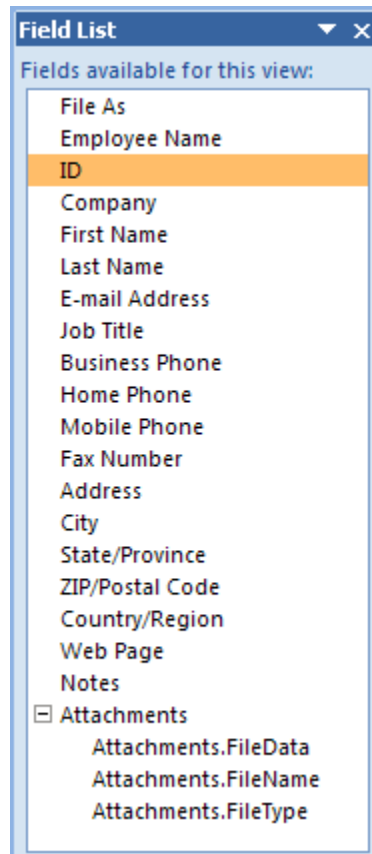 Field List
Fields available for this view:
File As
Employee Name
ID
Company
First Name
Last Name
E-mail Address
Job Title
Business Phone
Home Phone
Mobile Phone
Fax Number
Address
City
State/Province
ZIP/Postal Code
Country/Region
Web Page
Notes
Attachments
Attachments.FileData
Attachments.FileName
Attachments.FileType